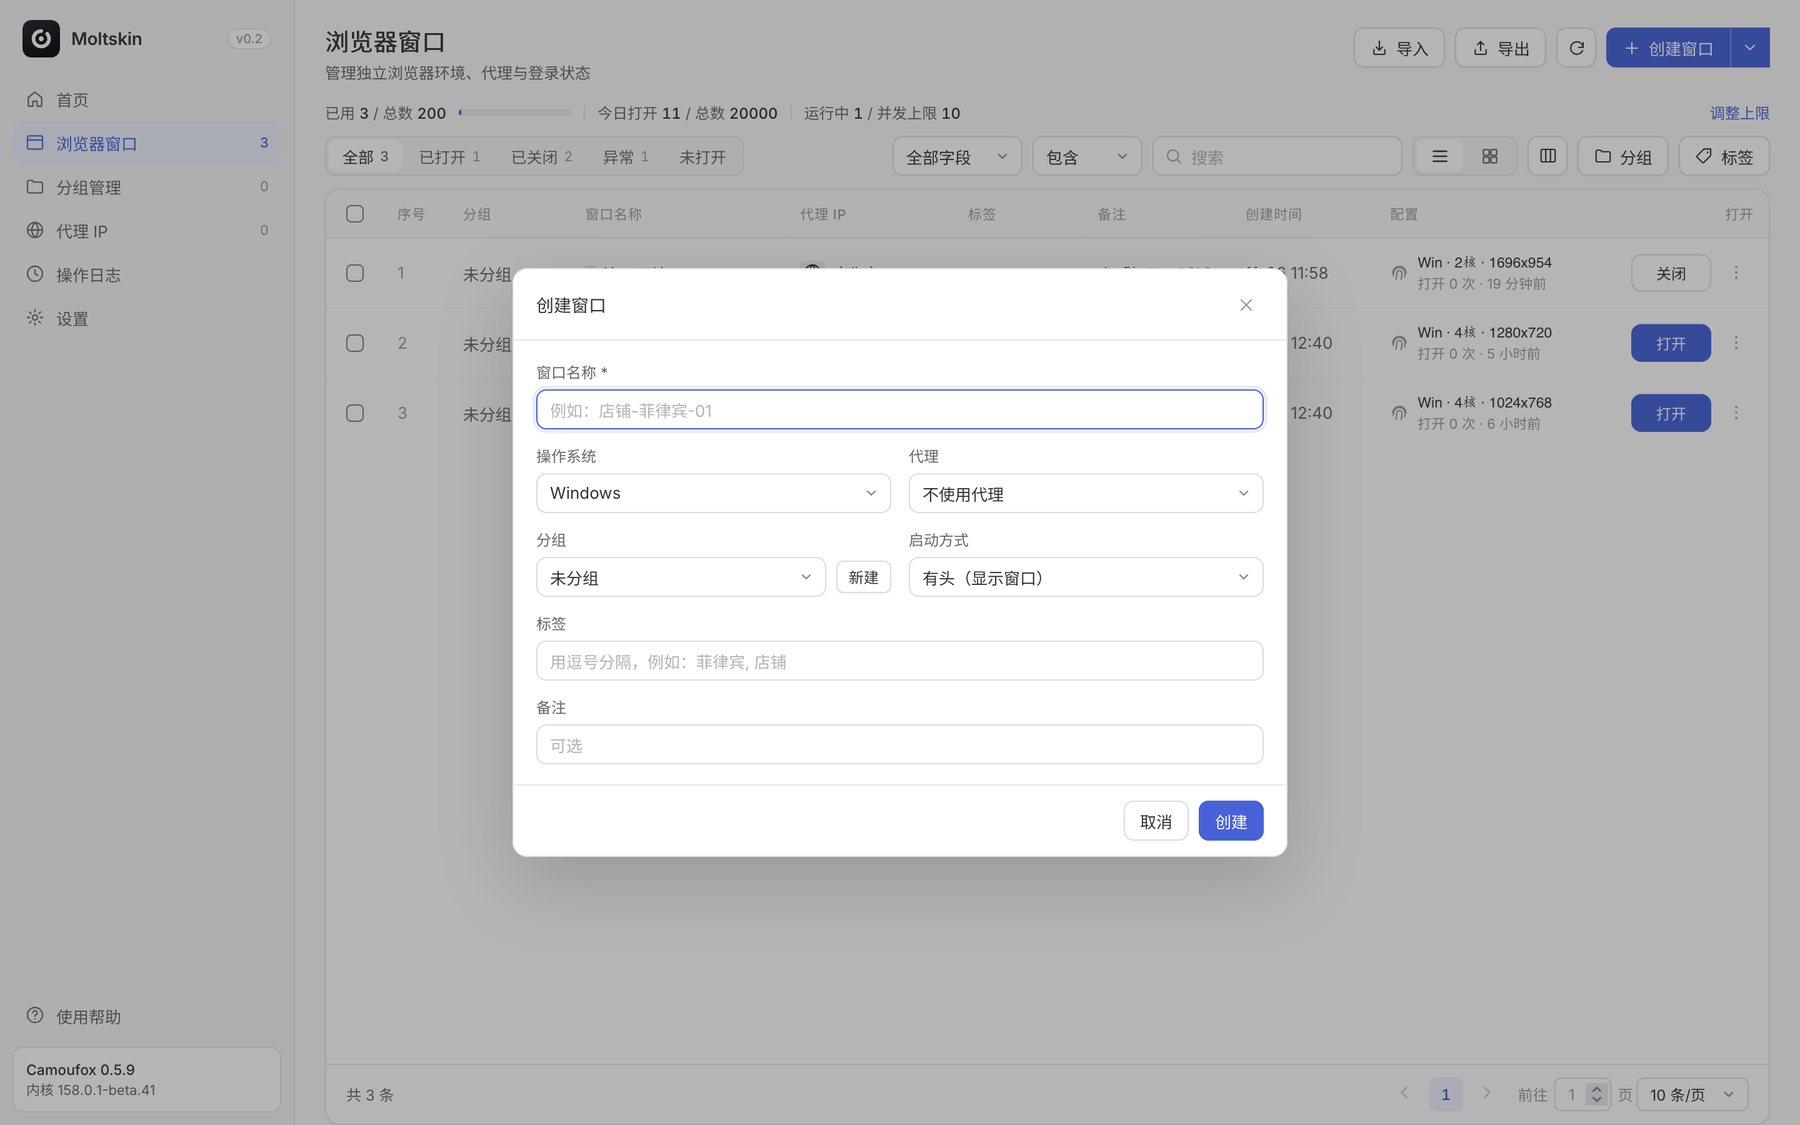 Moltskin v0.2
首页
浏览器窗口 3
分组管理 0
代理 IP 0
操作日志
设置
使用帮助
Camoufox 0.5.9
内核 158.0.1-beta.41
浏览器窗口
管理独立浏览器环境、代理与登录状态
导入 导出 创建窗口
已用 3 / 总数 200 今日打开 11 / 总数 20000 运行中 1 / 并发上限 10 调整上限
全部 3 已打开 1 已关闭 2 异常 1 未打开 全部字段 包含 搜索 分组 标签
序号 分组 窗口名称 代理 IP 标签 备注 创建时间 配置 打开
1 未分组 11:58 Win · 2核 · 1696x954 关闭
打开 0 次 · 19 分钟前
2 未分组 12:40 Win · 4核 · 1280x720 打开
打开 0 次 · 5 小时前
3 未分组 12:40 Win · 4核 · 1024x768 打开
打开 0 次 · 6 小时前
创建窗口
窗口名称 *
例如：店铺-菲律宾-01
操作系统 代理
Windows 不使用代理
分组 启动方式
未分组 新建 有头（显示窗口）
标签
用逗号分隔，例如：菲律宾, 店铺
备注
可选
取消 创建
共 3 条 1 前往 1 页 10 条/页